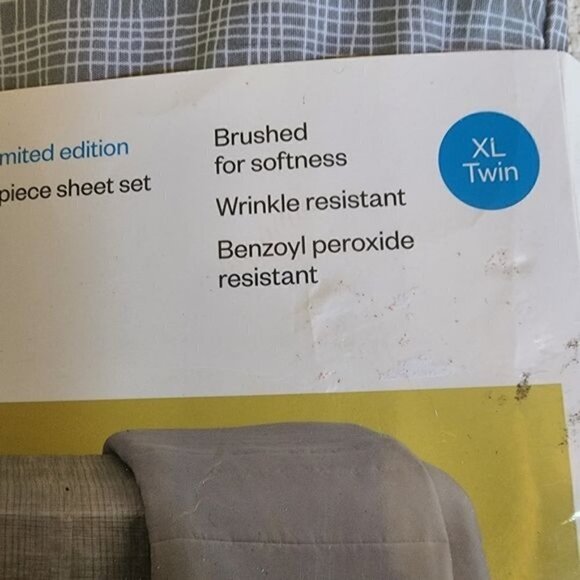 mited edition
piece sheet set
Brushed
for softness
Wrinkle resistant
Benzoyl peroxide
resistant
XL
Twin